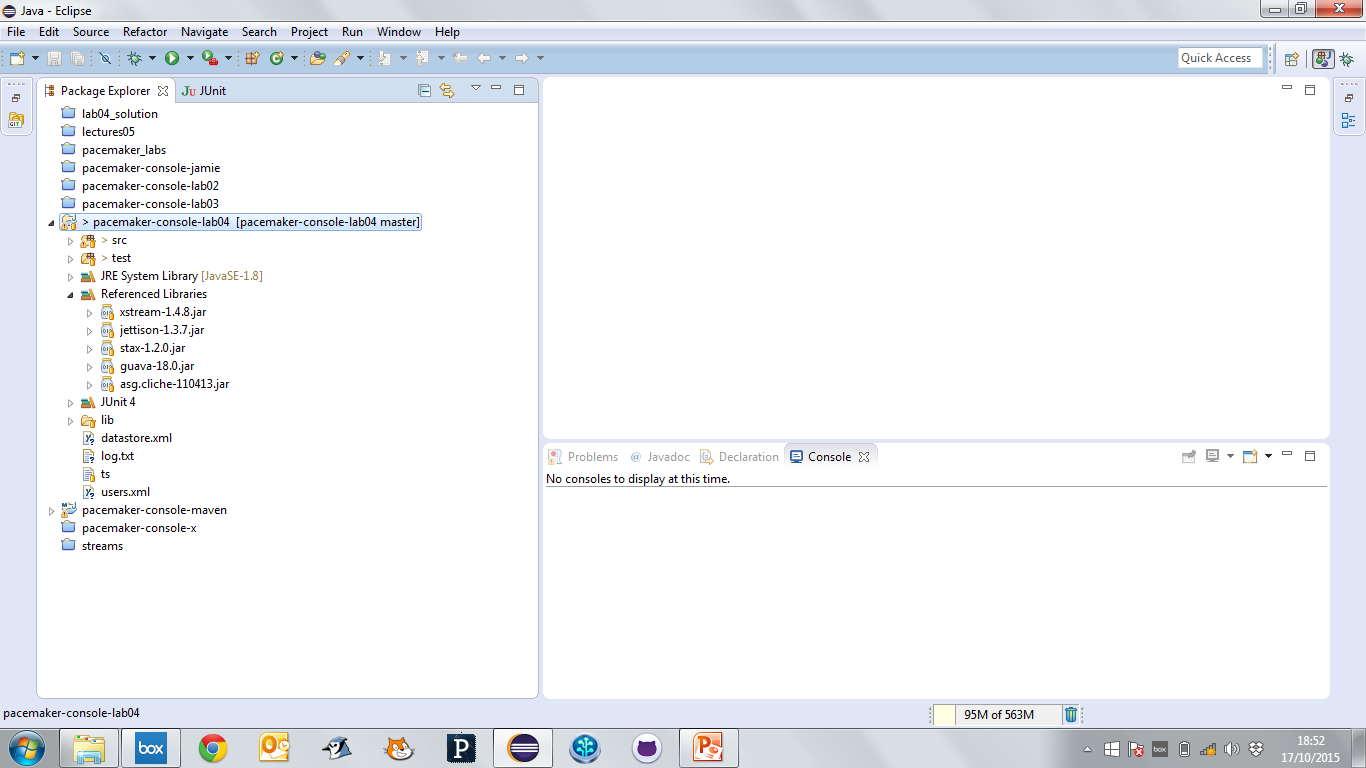 Java - Eclipse
File Edit Source Refactor Navigate Search Project Run Window Help
Quick Access
Package Explorer
Ju JUnit
GIT
lab04_solution
lectures05
pacemaker_labs
pacemaker-console-jamie
pacemaker-console-lab02
pacemaker-console-lab03
> pacemaker-console-lab04 [pacemaker-console-lab04 master]
> src
> test
JRE System Library [JavaSE-1.8]
Referenced Libraries
xstream-1.4.8.jar
jettison-1.3.7.jar
stax-1.2.0.jar
guava-18.0.jar
asg.cliche-110413.jar
JUnit 4
lib
datastore.xml
log.txt
ts
users.xml
pacemaker-console-maven
pacemaker-console-x
streams
Problems @ Javadoc Declaration Console
No consoles to display at this time.
pacemaker-console-lab04
95M of 563M
box
P
box
18:52
17/10/2015